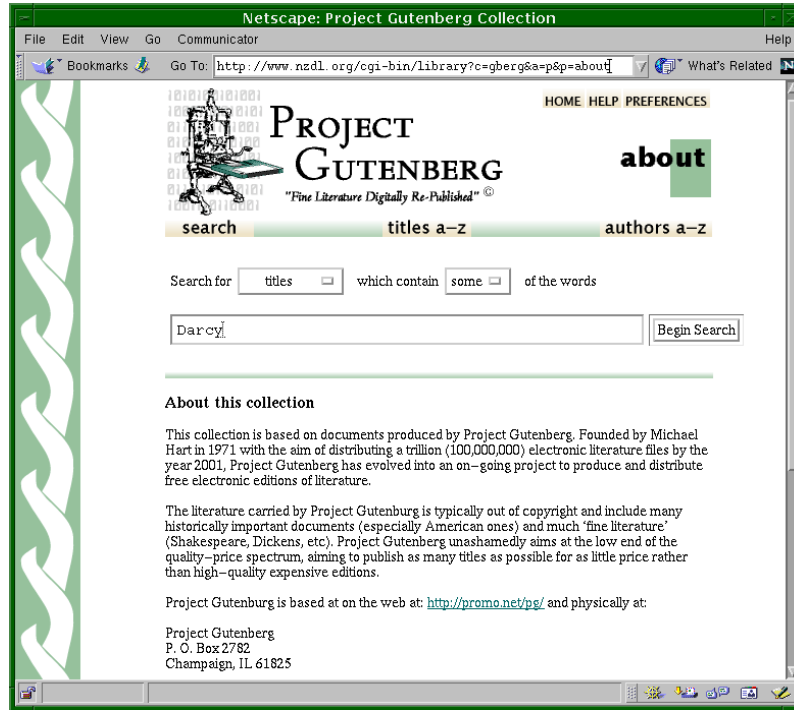 Netscape: Project Gutenberg Collection
File Edit View Go Communicator Help
Bookmarks Go To: http://www.nzdl.org/cgi-bin/library?c=gberg&a=p&p=about What's Related N
HOME HELP PREFERENCES
PROJECT
GUTENBERG
"Fine Literature Digitally Re-Published" ©
about
search titles a-z authors a-z
Search for titles which contain some of the words
Darcy Begin Search
About this collection
This collection is based on documents produced by Project Gutenberg. Founded by Michael
Hart in 1971 with the aim of distributing a trillion (100,000,000) electronic literature files by the
year 2001, Project Gutenberg has evolved into an on-going project to produce and distribute
free electronic editions of literature.
The literature carried by Project Gutenburg is typically out of copyright and include many
historically important documents (especially American ones) and much 'fine literature'
(Shakespeare, Dickens, etc). Project Gutenberg unashamedly aims at the low end of the
quality-price spectrum, aiming to publish as many titles as possible for as little price rather
than high-quality expensive editions.
Project Gutenburg is based at on the web at: http://promo.net/pg/ and physically at:
Project Gutenberg
P. O. Box 2782
Champaign, IL 61825